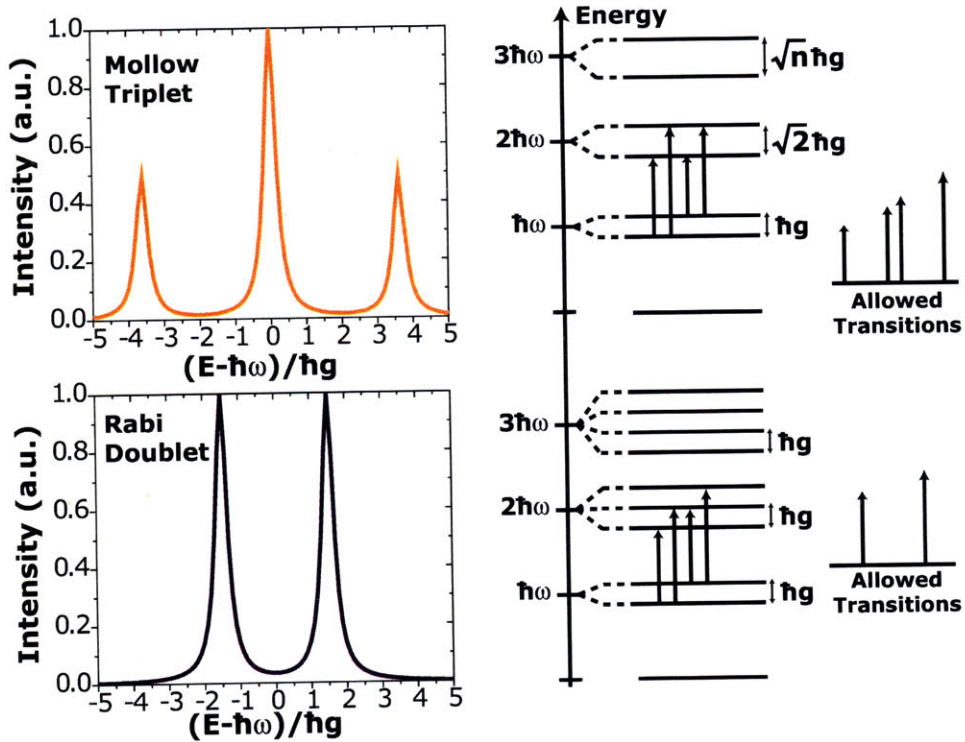 Mollow
Triplet
Intensity (a.u.)
1.0
0.8
0.6
0.4
0.2
0.0
-5 -4 -3 -2 -1 0 1 2 3 4 5
(E-ħω)/ħg
Rabi
Doublet
Intensity (a.u.)
1.0
0.8
0.6
0.4
0.2
0.0
-5 -4 -3 -2 -1 0 1 2 3 4 5
(E-ħω)/ħg
Energy
3ħω
√nħg
2ħω
√2ħg
ħω
ħg
Allowed
Transitions
3ħω
ħg
2ħω
ħg
ħω
ħg
Allowed
Transitions